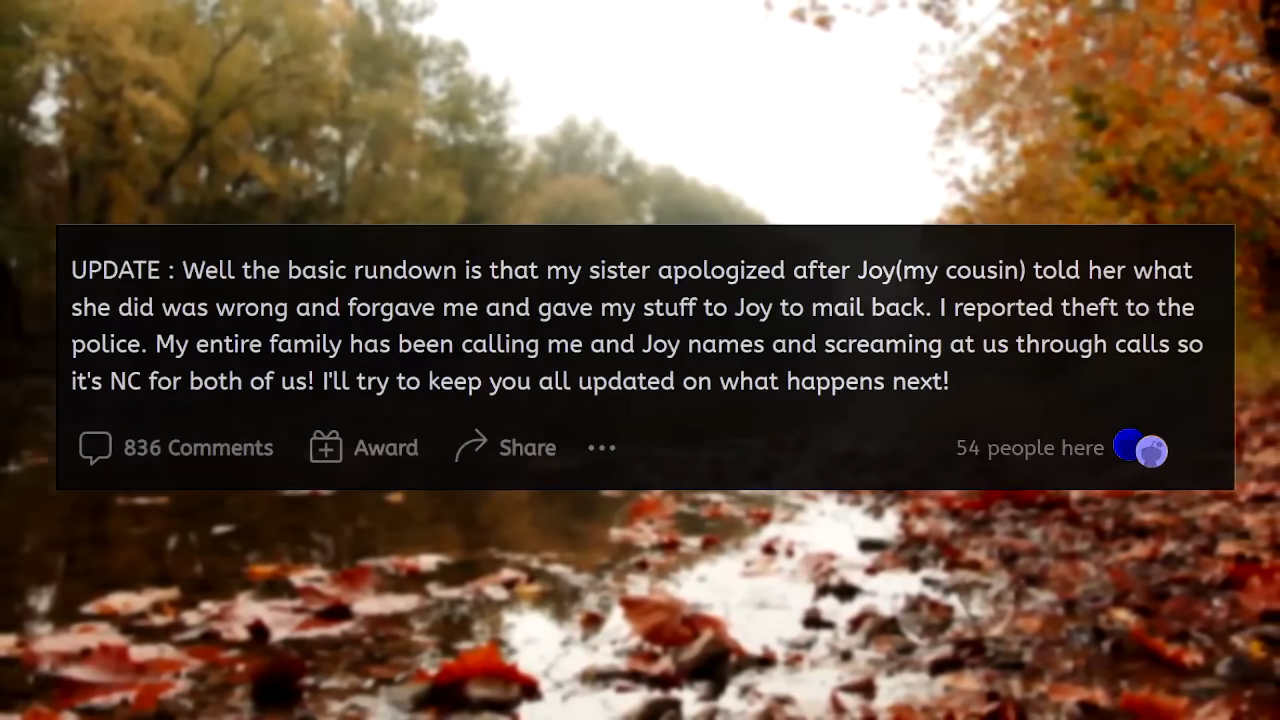 UPDATE : Well the basic rundown is that my sister apologized after Joy(my cousin) told her what
she did was wrong and forgave me and gave my stuff to Joy to mail back. I reported theft to the
police. My entire family has been calling me and Joy names and screaming at us through calls so
it's NC for both of us! I'll try to keep you all updated on what happens next!
836 Comments Award Share ••• 54 people here